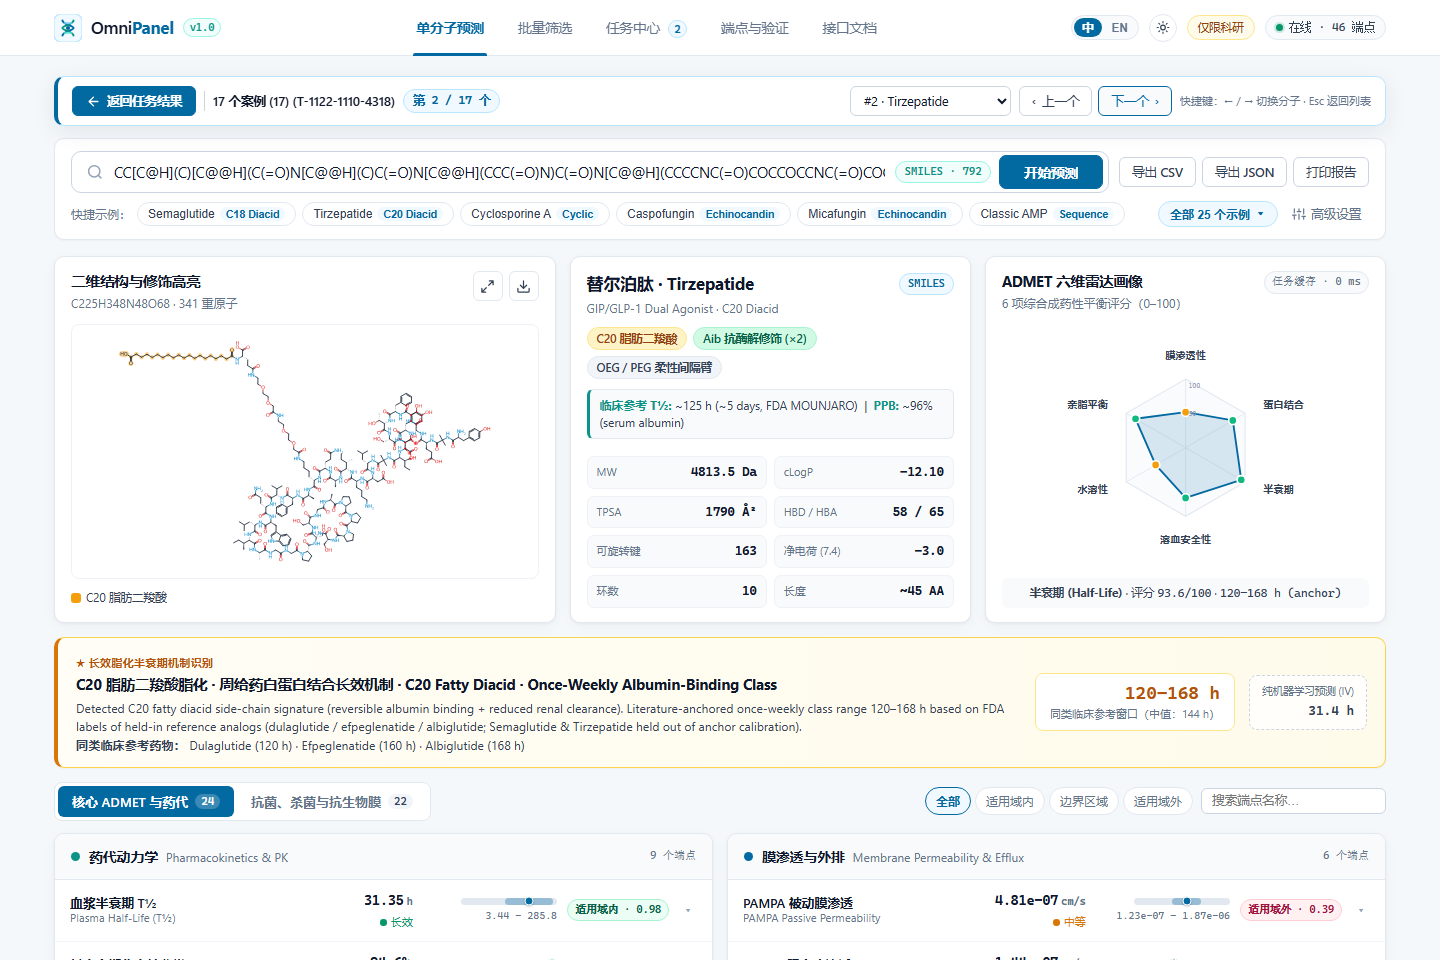 OmniPanel v1.0
单分子预测
批量筛选
任务中心 2
端点与验证
接口文档
中 EN
仅限科研
在线 · 46 端点
← 返回任务结果
17 个案例 (17) (T-1122-1110-4318)
第 2 / 17 个
#2 · Tirzepatide
‹ 上一个
下一个 ›
快捷键: ← / → 切换分子 · Esc 返回列表
CC[C@H](C)[C@@H](C(=O)N[C@@H](C)C(=O)N[C@@H](CCC(=O)N)C(=O)N[C@@H](CCCCNC(=O)COCCOCCNC(=O)CO
SMILES · 792
开始预测
导出 CSV
导出 JSON
打印报告
快捷示例:
Semaglutide C18 Diacid
Tirzepatide C20 Diacid
Cyclosporine A Cyclic
Caspofungin Echinocandin
Micafungin Echinocandin
Classic AMP Sequence
全部 25 个示例
高级设置
二维结构与修饰高亮
C225H348N48O68 · 341 重原子
C20 脂肪二羧酸
替尔泊肽 · Tirzepatide
SMILES
GIP/GLP-1 Dual Agonist · C20 Diacid
C20 脂肪二羧酸
Aib 抗酶解修饰 (×2)
OEG / PEG 柔性间隔臂
临床参考 T½: ~125 h (~5 days, FDA MOUNJARO) | PPB: ~96%
(serum albumin)
MW 4813.5 Da
cLogP −12.10
TPSA 1790 Å²
HBD / HBA 58 / 65
可旋转键 163
净电荷 (7.4) −3.0
环数 10
长度 ~45 AA
ADMET 六维雷达画像
任务缓存 · 0 ms
6 项综合成药性平衡评分（0–100）
膜渗透性
100
亲脂平衡
蛋白结合
水溶性
半衰期
溶血安全性
半衰期 (Half-Life) · 评分 93.6/100 · 120–168 h (anchor)
★ 长效脂化半衰期机制识别
C20 脂肪二羧酸脂化 · 周给药白蛋白结合长效机制 · C20 Fatty Diacid · Once-Weekly Albumin-Binding Class
Detected C20 fatty diacid side-chain signature (reversible albumin binding + reduced renal clearance). Literature-anchored once-weekly class range 120–168 h based on FDA
labels of held-in reference analogs (dulaglutide / efpeglenatide / albiglutide; Semaglutide & Tirzepatide held out of anchor calibration).
同类临床参考药物: Dulaglutide (120 h) · Efpeglenatide (160 h) · Albiglutide (168 h)
120–168 h
同类临床参考窗口（中值: 144 h）
纯机器学习预测 (IV)
31.4 h
核心 ADMET 与药代 24
抗菌、杀菌与抗生物膜 22
全部
适用域内
边界区域
适用域外
搜索端点名称...
药代动力学 Pharmacokinetics & PK
9 个端点
血浆半衰期 T½
Plasma Half-Life (T½)
31.35 h
长效
3.44 – 285.8
适用域内 · 0.98
膜渗透与外排 Membrane Permeability & Efflux
6 个端点
PAMPA 被动膜渗透
PAMPA Passive Permeability
4.81e-07 cm/s
中等
1.23e-07 – 1.87e-06
适用域外 · 0.39